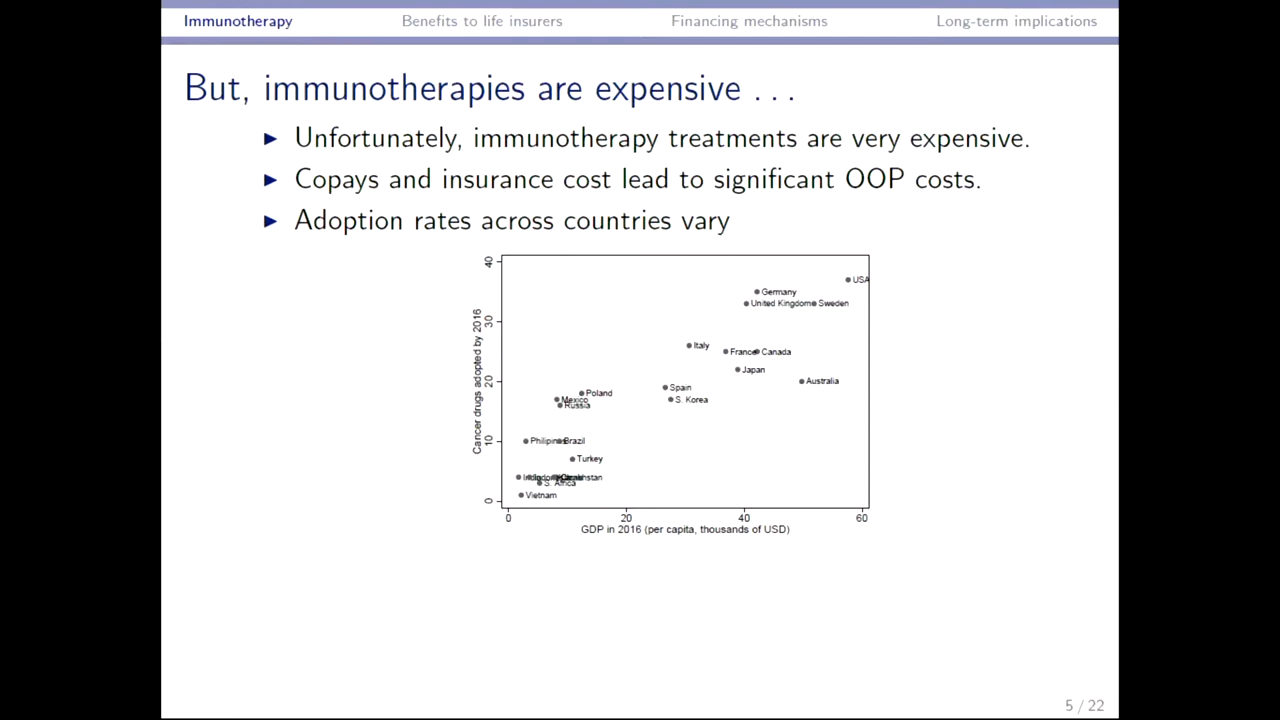 Immunotherapy Benefits to life insurers Financing mechanisms Long-term implications
But, immunotherapies are expensive . . .
▶ Unfortunately, immunotherapy treatments are very expensive.
▶ Copays and insurance cost lead to significant OOP costs.
▶ Adoption rates across countries vary
Cancer drugs adopted by 2016
40
30
20
10
0
USA
Germany
United Kingdom Sweden
Italy
France Canada
Japan
Australia
Spain
S. Korea
Poland
Mexico
Russia
Philipines Brazil
Turkey
S. Africa
Vietnam
0 20 40 60
GDP in 2016 (per capita, thousands of USD)
5 / 22